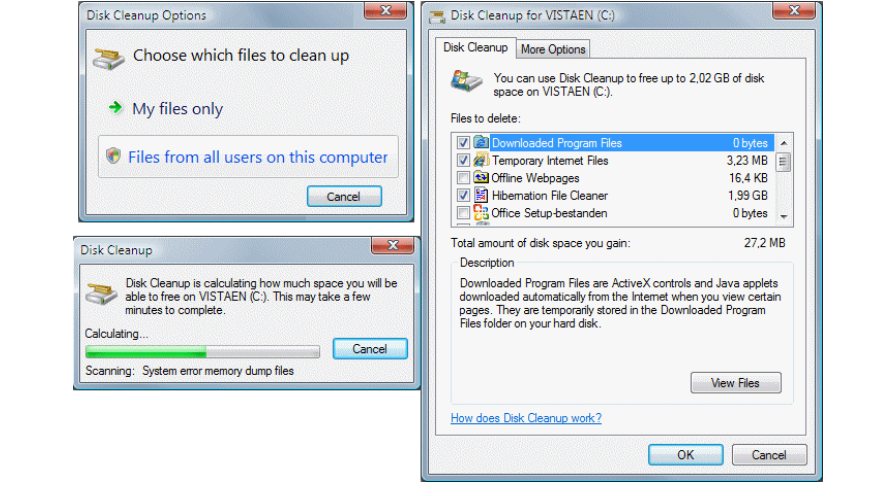 Disk Cleanup Options
Choose which files to clean up
My files only
Files from all users on this computer
Cancel
Disk Cleanup
Disk Cleanup is calculating how much space you will be
able to free on VISTAEN (C:). This may take a few
minutes to complete.
Calculating...
Cancel
Scanning: System error memory dump files
Disk Cleanup for VISTAEN (C:)
Disk Cleanup More Options
You can use Disk Cleanup to free up to 2,02 GB of disk
space on VISTAEN (C:).
Files to delete:
Downloaded Program Files 0 bytes
Temporary Internet Files 3,23 MB
Offline Webpages 16,4 KB
Hibernation File Cleaner 1,99 GB
Office Setup-bestanden 0 bytes
Total amount of disk space you gain: 27,2 MB
Description
Downloaded Program Files are ActiveX controls and Java applets
downloaded automatically from the Internet when you view certain
pages. They are temporarily stored in the Downloaded Program
Files folder on your hard disk.
View Files
How does Disk Cleanup work?
OK Cancel